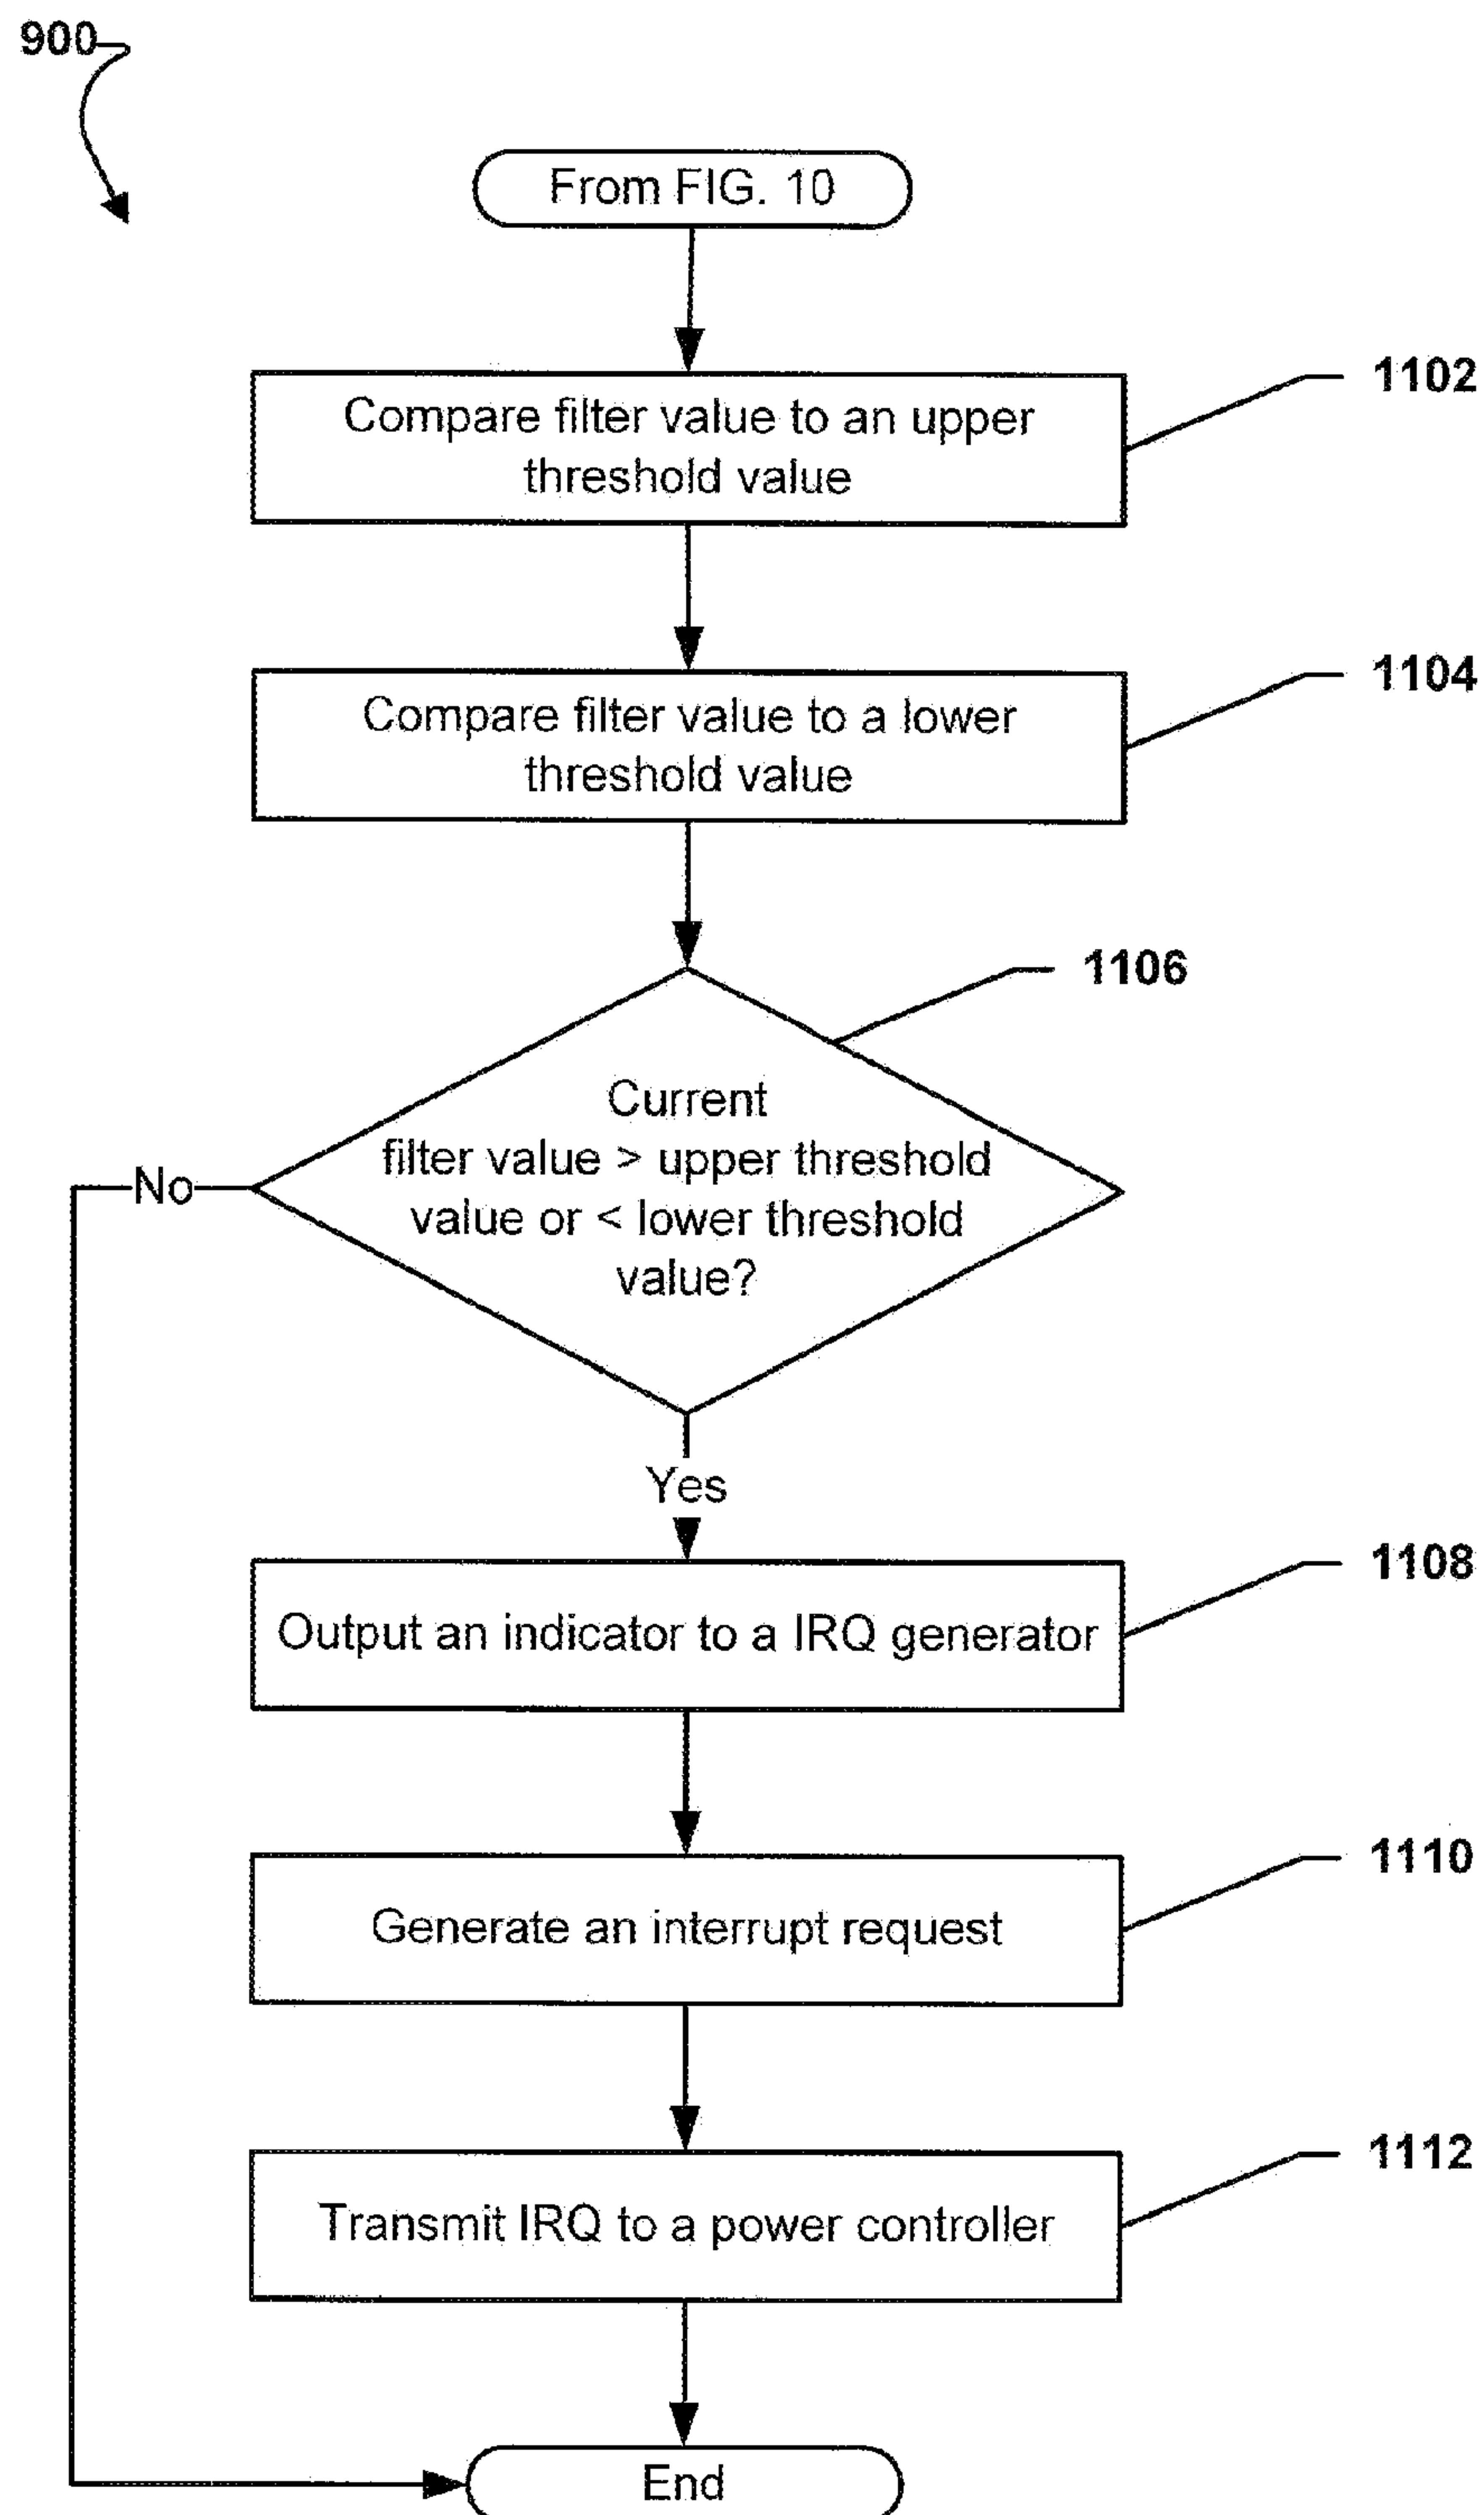 900
From FIG. 10
Compare filter value to an upper
threshold value
1102
Compare filter value to a lower
threshold value
1104
1106
Current
filter value > upper threshold
value or < lower threshold
value?
No
Yes
Output an indicator to a IRQ generator
1108
Generate an interrupt request
1110
Transmit IRQ to a power controller
1112
End